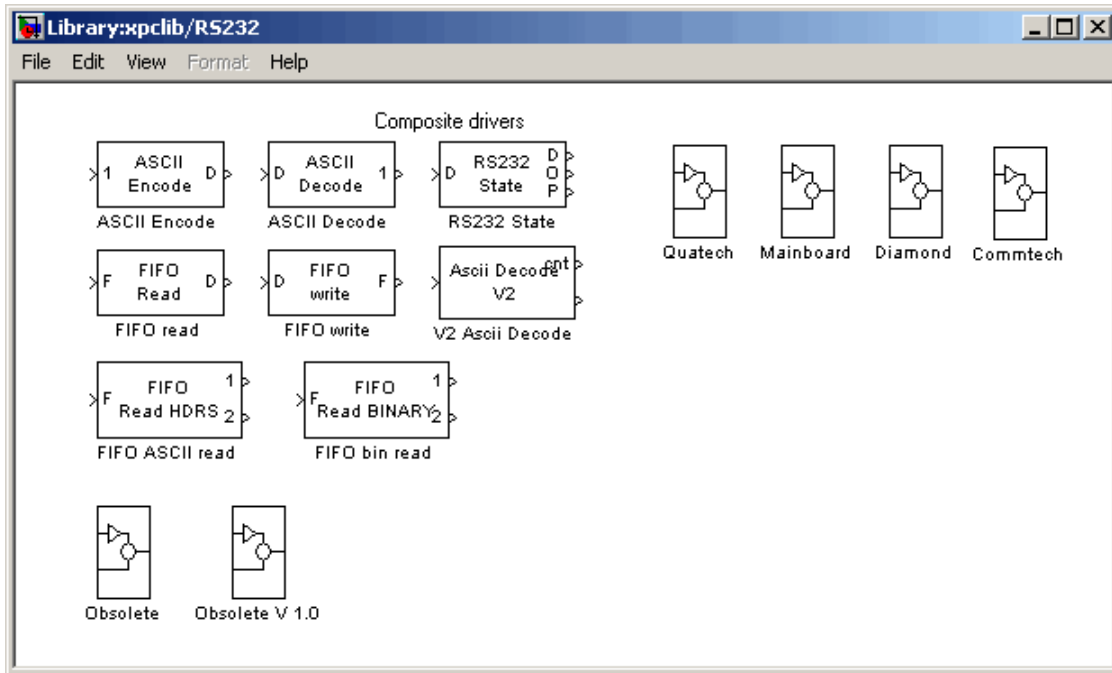 Library:xpclib/RS232
File Edit View Format Help
Composite drivers
1 ASCII Encode D
ASCII Encode
D ASCII Decode 1
ASCII Decode
D RS232 State D O P
RS232 State
Quatech
Mainboard
Diamond
Commtech
F FIFO Read D
FIFO read
D FIFO write F
FIFO write
Ascii Decode V2 cnt
V2 Ascii Decode
F FIFO Read HDRS 1 2
FIFO ASCII read
F FIFO Read BINARY 1 2
FIFO bin read
Obsolete
Obsolete V 1.0